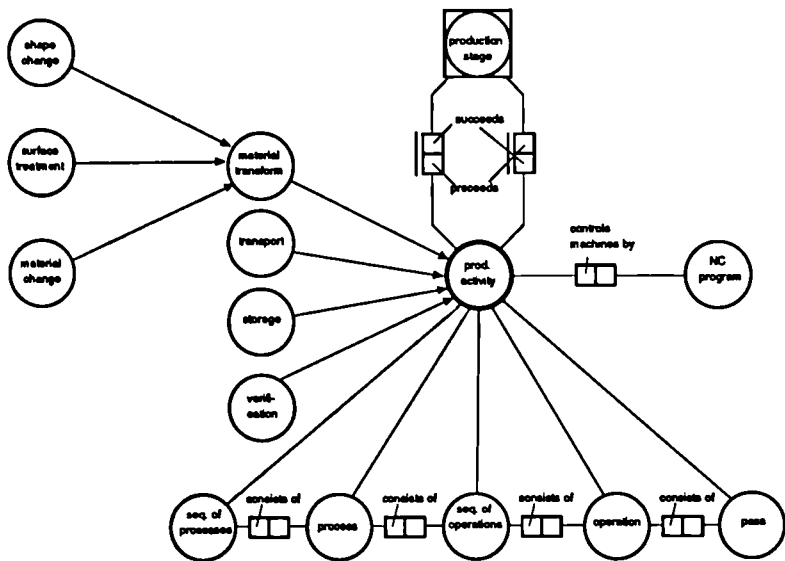 shape
change
production
stage
succeeds
surface
treatment
material
transform
preceeds
controls
machines by
transport
material
change
prod.
activity
NC
program
storage
verifi-
cation
consists of
consists of
consists of
consists of
seq. of
processes
process
seq. of
operations
operation
pass